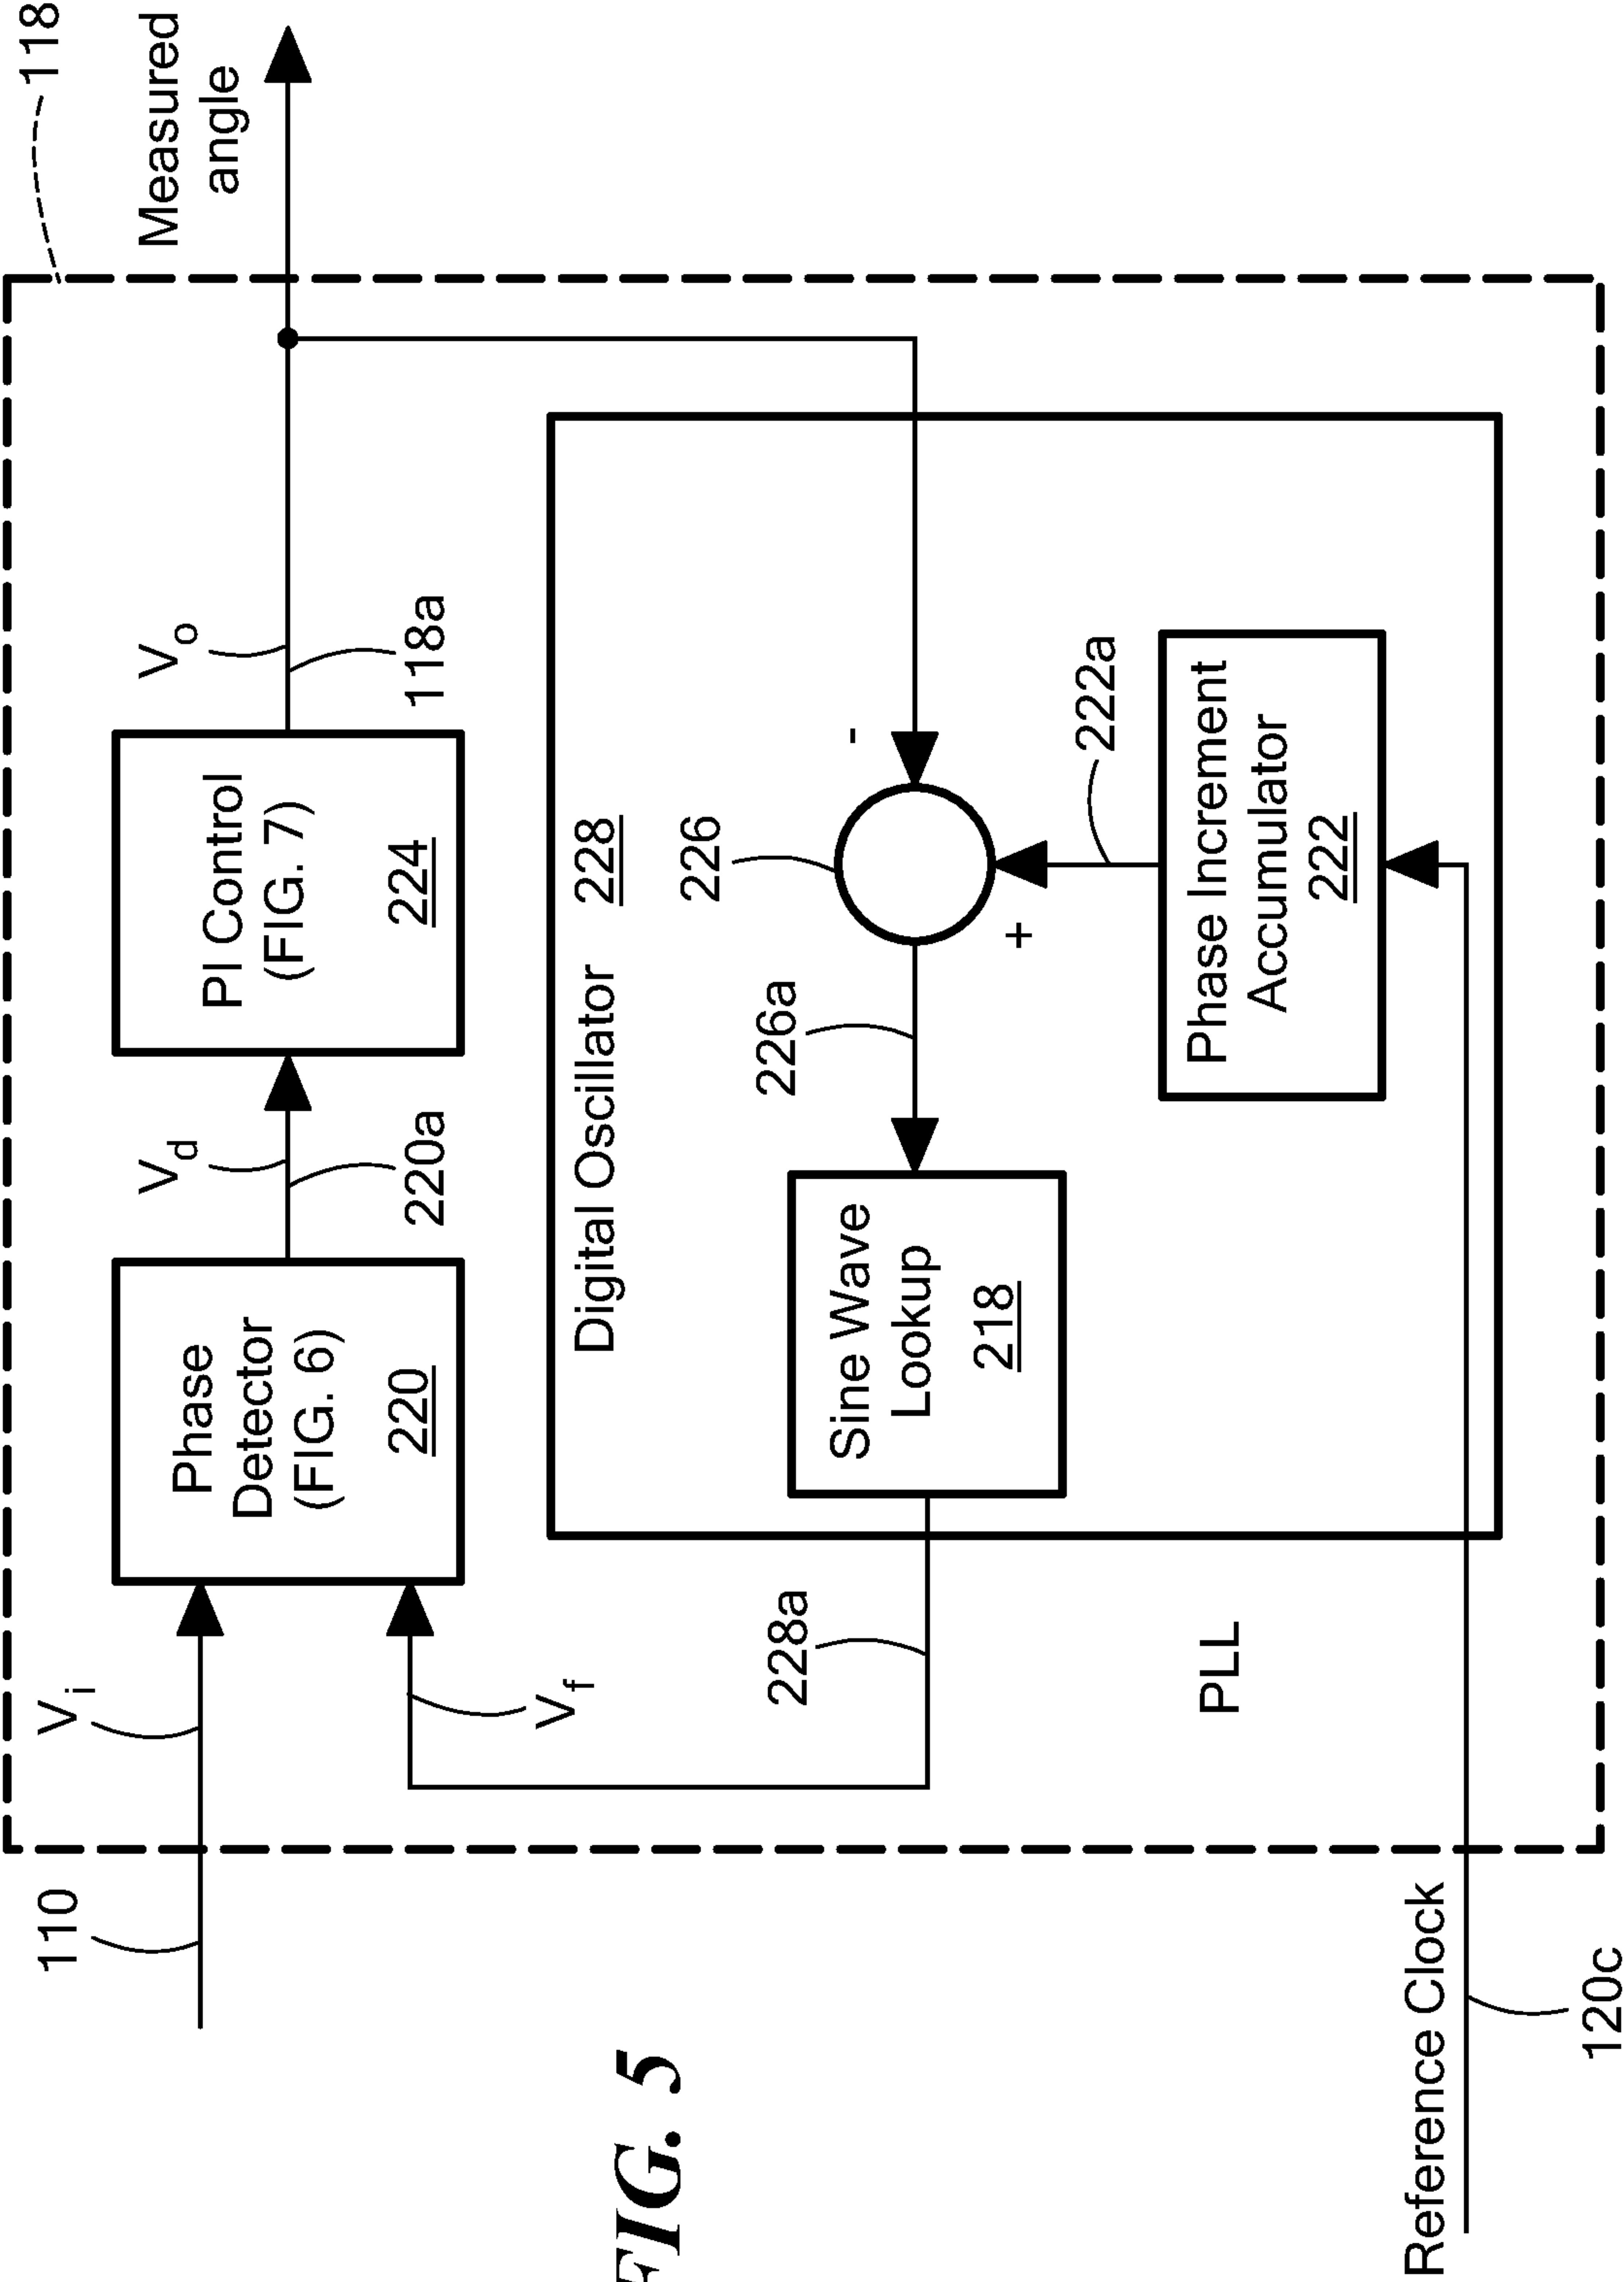 118
Measured
angle
110
Vi
Phase
Detector
(FIG. 6)
220
Vd
220a
PI Control
(FIG. 7)
224
Vo
118a
Vf
228a
Digital Oscillator 228
Sine Wave
Lookup
218
226a
226
-
+
222a
Phase Increment
Accumulator
222
PLL
Reference Clock
120c
FIG. 5